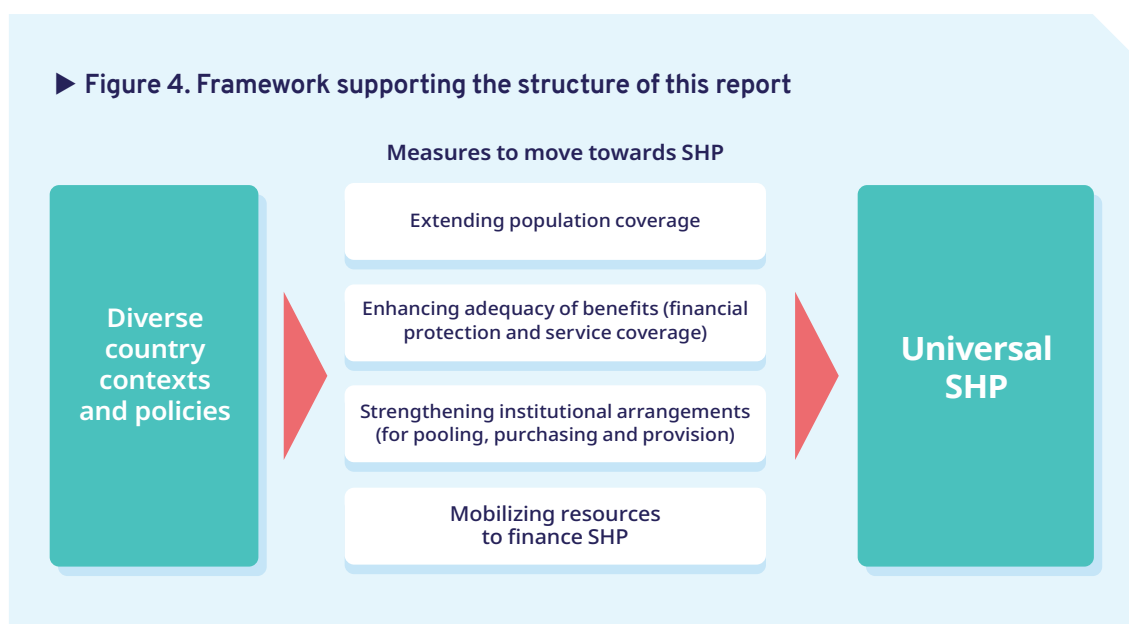 ▶ Figure 4. Framework supporting the structure of this report
Measures to move towards SHP
Diverse
country
contexts
and policies
Extending population coverage
Enhancing adequacy of benefits (financial
protection and service coverage)
Strengthening institutional arrangements
(for pooling, purchasing and provision)
Mobilizing resources
to finance SHP
Universal
SHP